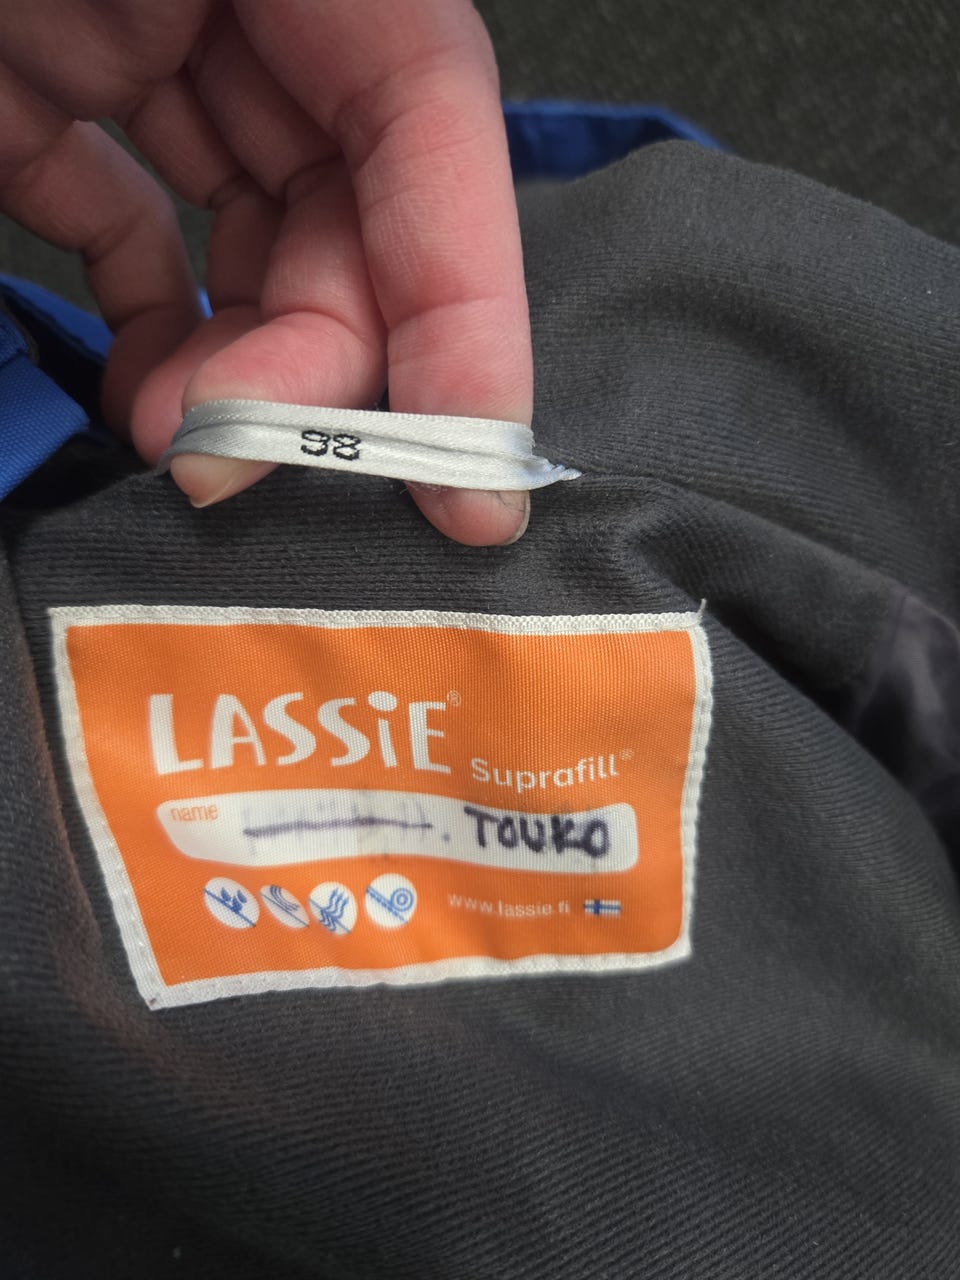 98
LASSiE®
Suprafill®
name TOUKO
www.lassie.fi